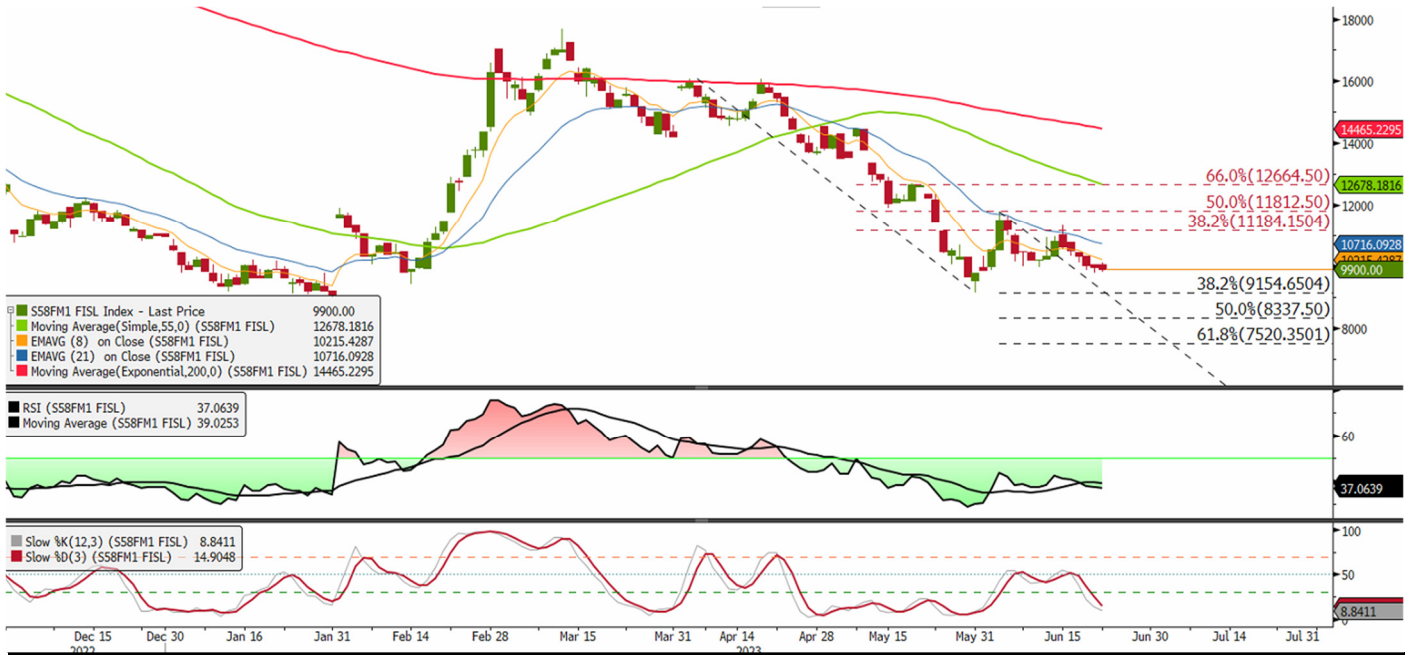 18000
16000
14465.2295
14000
66.0%(12664.50)
12678.1816
50.0%(11812.50)
12000
38.2%(11184.1504)
10716.0928
10215.4287
9900.00
38.2%(9154.6504)
50.0%(8337.50)
8000
61.8%(7520.3501)
S58FM1 FISL Index - Last Price 9900.00
Moving Average(Simple,55,0) (S58FM1 FISL) 12678.1816
EMAVG (8) on Close (S58FM1 FISL) 10215.4287
EMAVG (21) on Close (S58FM1 FISL) 10716.0928
Moving Average(Exponential,200,0) (S58FM1 FISL) 14465.2295
RSI (S58FM1 FISL) 37.0639
Moving Average (S58FM1 FISL) 39.0253
60
37.0639
Slow %K(12,3) (S58FM1 FISL) 8.8411
Slow %D(3) (S58FM1 FISL) 14.9048
100
50
8.8411
0
Dec 15 Dec 30 Jan 16 Jan 31 Feb 14 Feb 28 Mar 15 Mar 31 Apr 14 Apr 28 May 15 May 31 Jun 15 Jun 30 Jul 14 Jul 31
2022 2023